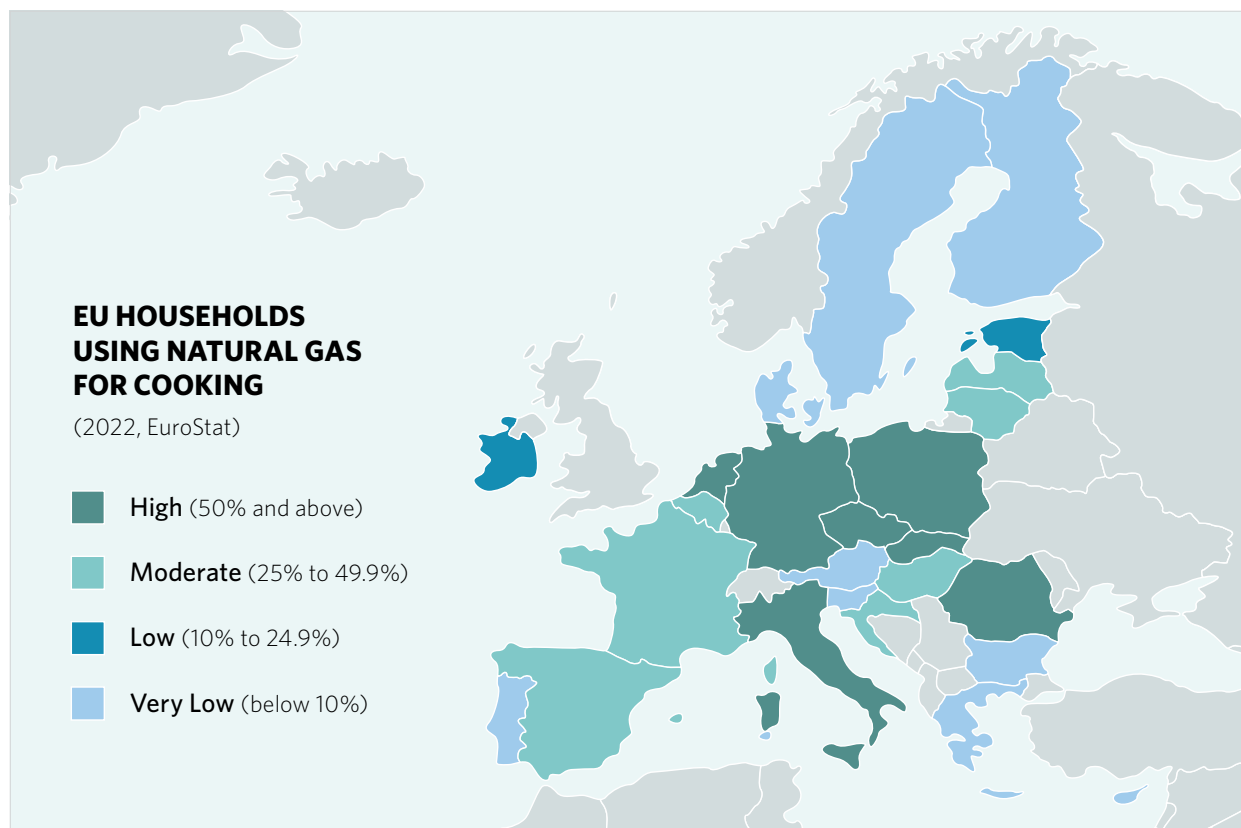 EU HOUSEHOLDS
USING NATURAL GAS
FOR COOKING
(2022, EuroStat)
High (50% and above)
Moderate (25% to 49.9%)
Low (10% to 24.9%)
Very Low (below 10%)